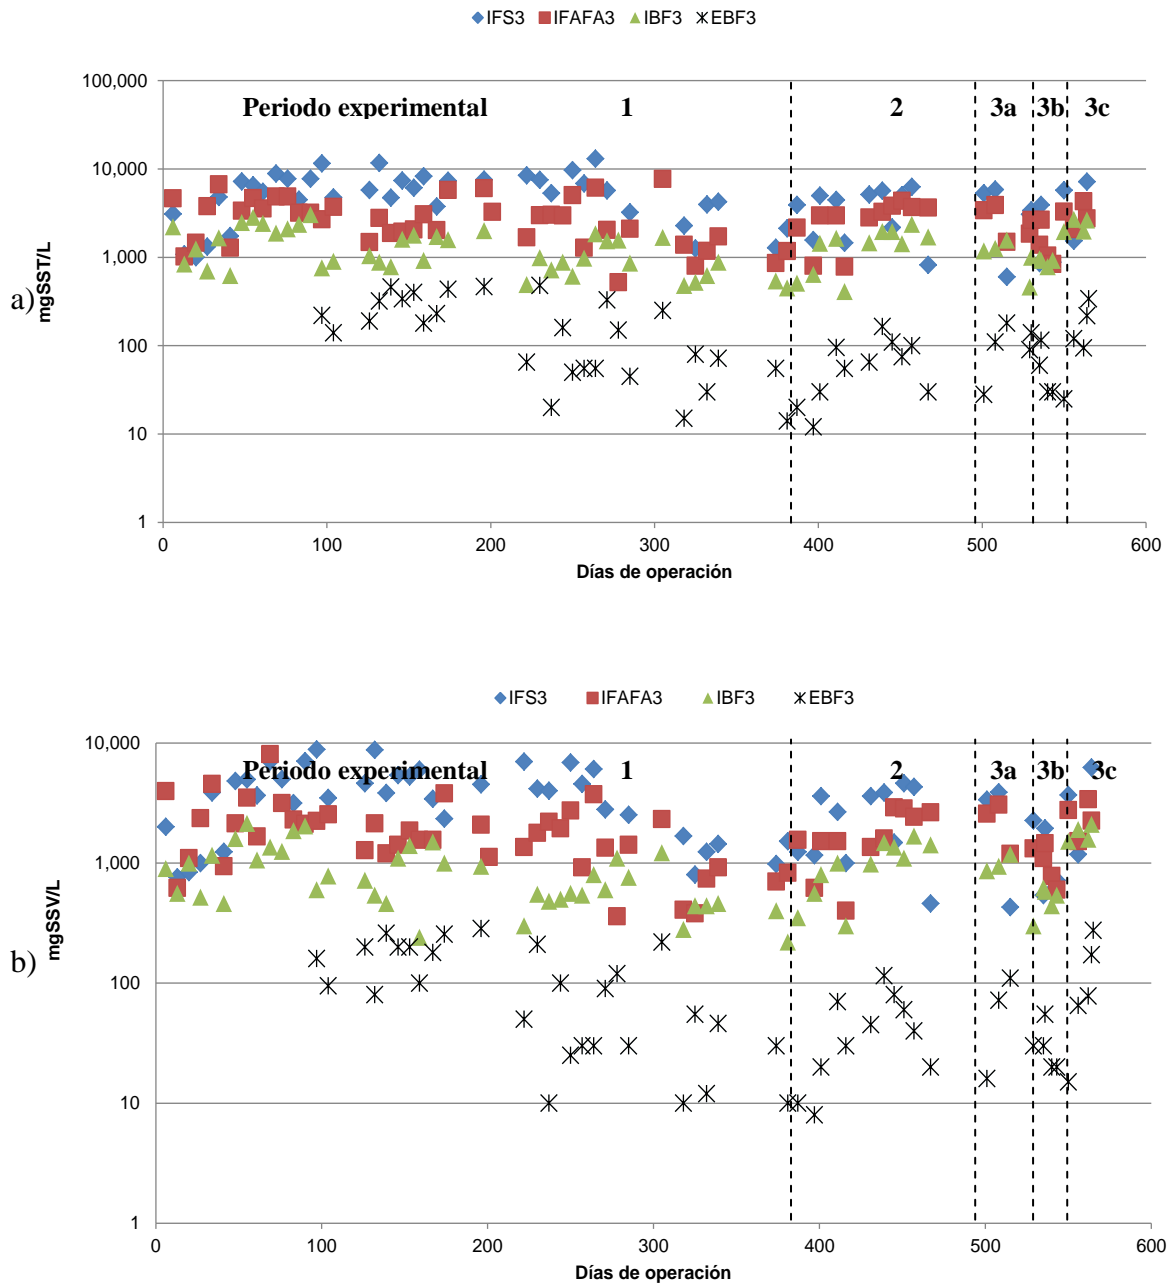 IFS3 IFAFA3 IBF3 EBF3
100,000
Periodo experimental 1 2 3a 3b 3c
10,000
1,000
a) mgSST/L
100
10
1
0 100 200 300 400 500 600
Días de operación
IFS3 IFAFA3 IBF3 EBF3
10,000
Periodo experimental 1 2 3a 3b 3c
1,000
b) mgSSV/L
100
10
1
0 100 200 300 400 500 600
Días de operación